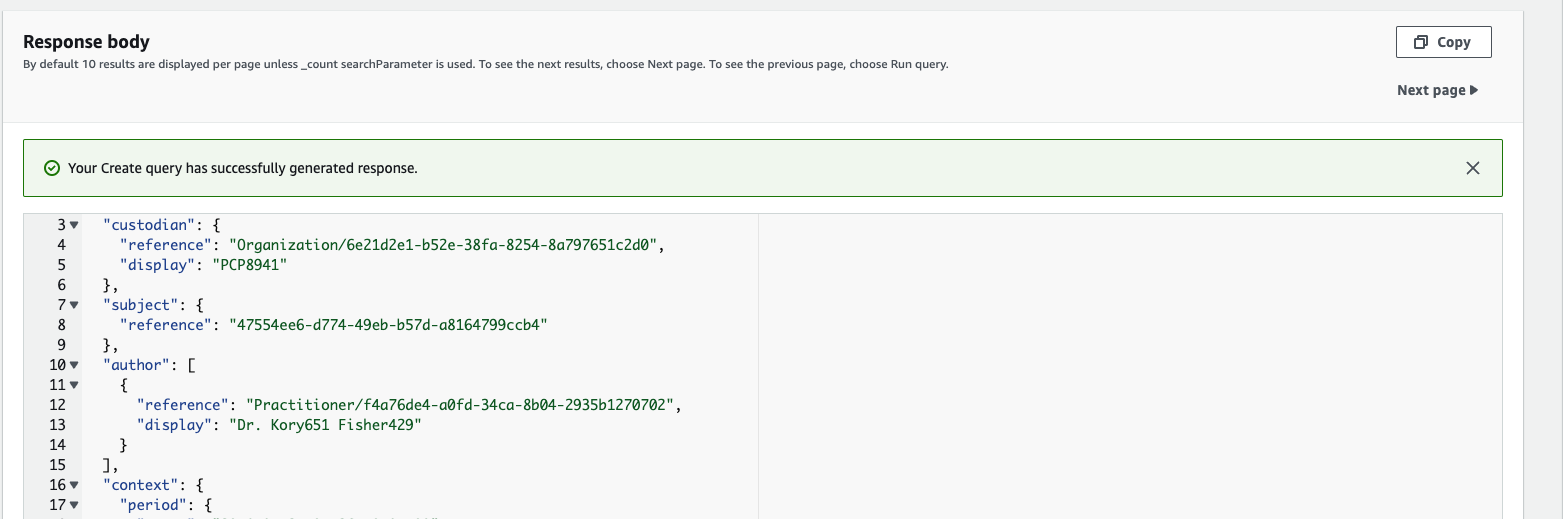 Response body
Copy
By default 10 results are displayed per page unless _count searchParameter is used. To see the next results, choose Next page. To see the previous page, choose Run query.
Next page
Your Create query has successfully generated response.
3 "custodian": {
4 "reference": "Organization/6e21d2e1-b52e-38fa-8254-8a797651c2d0",
5 "display": "PCP8941"
6 },
7 "subject": {
8 "reference": "47554ee6-d774-49eb-b57d-a8164799ccb4"
9 },
10 "author": [
11 {
12 "reference": "Practitioner/f4a76de4-a0fd-34ca-8b04-2935b1270702",
13 "display": "Dr. Kory651 Fisher429"
14 }
15 ],
16 "context": {
17 "period": {